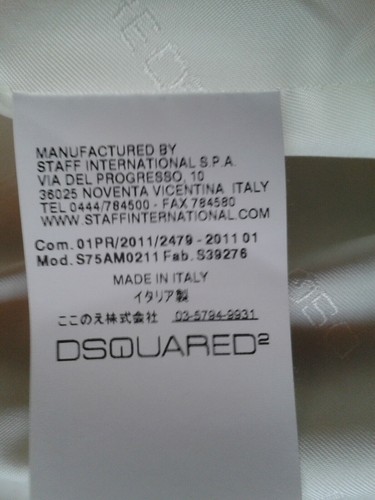 MANUFACTURED BY
STAFF INTERNATIONAL S.P.A.
VIA DEL PROGRESSO, 10
36025 NOVENTA VICENTINA ITALY
TEL 0444/784500 - FAX 784580
WWW.STAFFINTERNATIONAL.COM
Com. 01PR/2011/2479 - 2011 01
Mod. S75AM0211 Fab. S39276
MADE IN ITALY
イタリア製
ここのえ株式会社 03-5794-9931
DSQUARED2